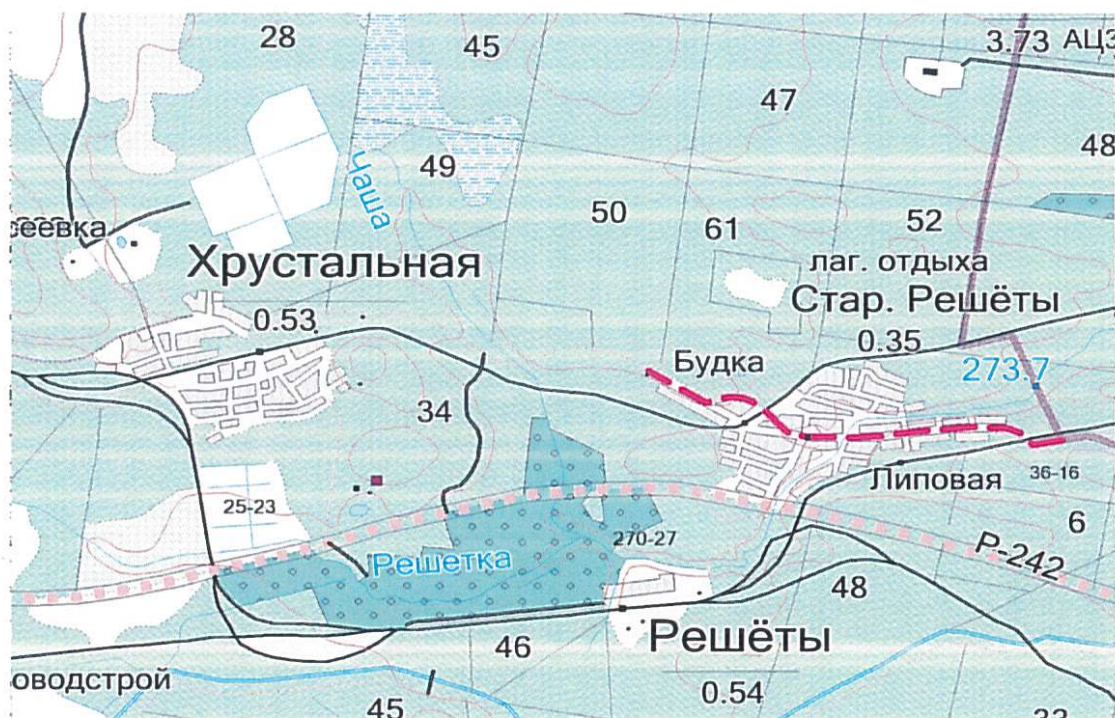 28
45
3.73 АЦЗ
47
48
49
Чаша
50
61
52
Хрустальная
0.53
лаг. отдыха
Стар. Решёты
0.35
Будка
273.7
34
Липовая
36-16
25-23
270-27
6
Решетка
Р-242
48
46
Решёты
0.54
оводстрой
45